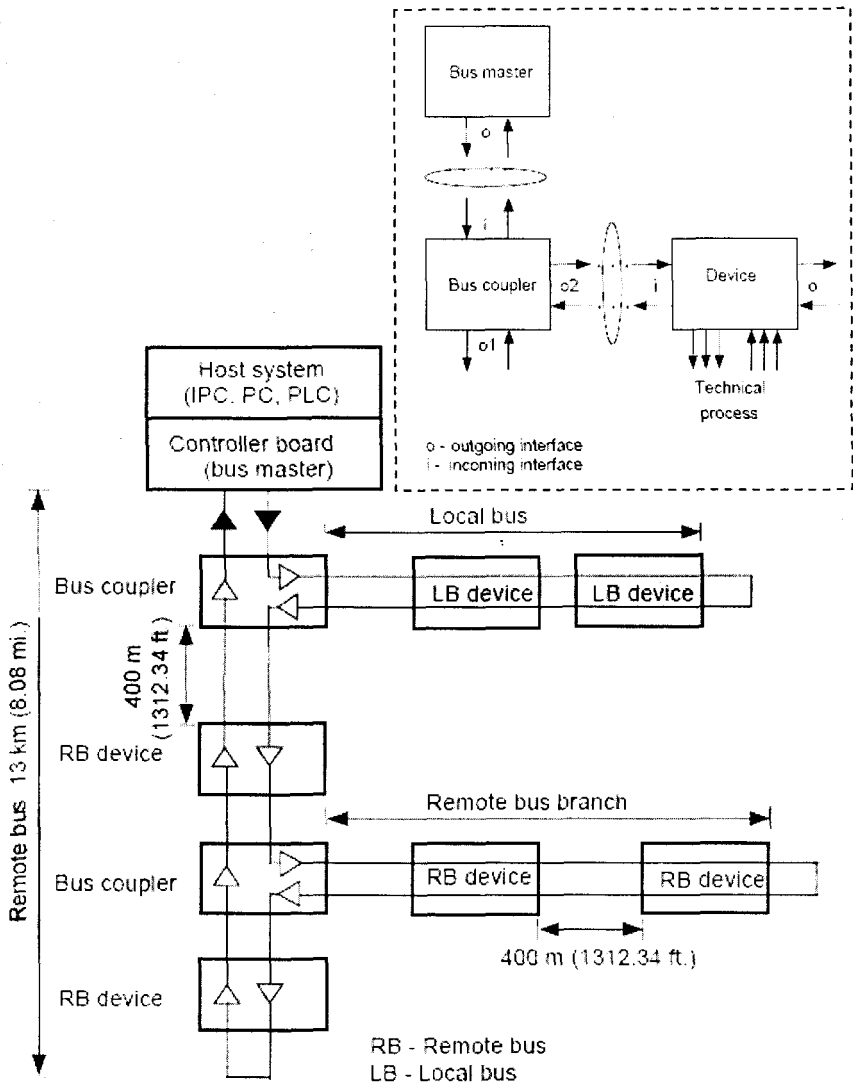 Bus master
o
i
Bus coupler
o2
i
Device
o
o1
Technical
process
o - outgoing interface
i - incoming interface
Host system
(IPC. PC, PLC)
Controller board
(bus master)
Local bus
Bus coupler
LB device
LB device
400 m
(1312.34 ft)
Remote bus 13 km (8.08 mi.)
RB device
Remote bus branch
Bus coupler
RB device
RB device
400 m (1312.34 ft.)
RB device
RB - Remote bus
LB - Local bus